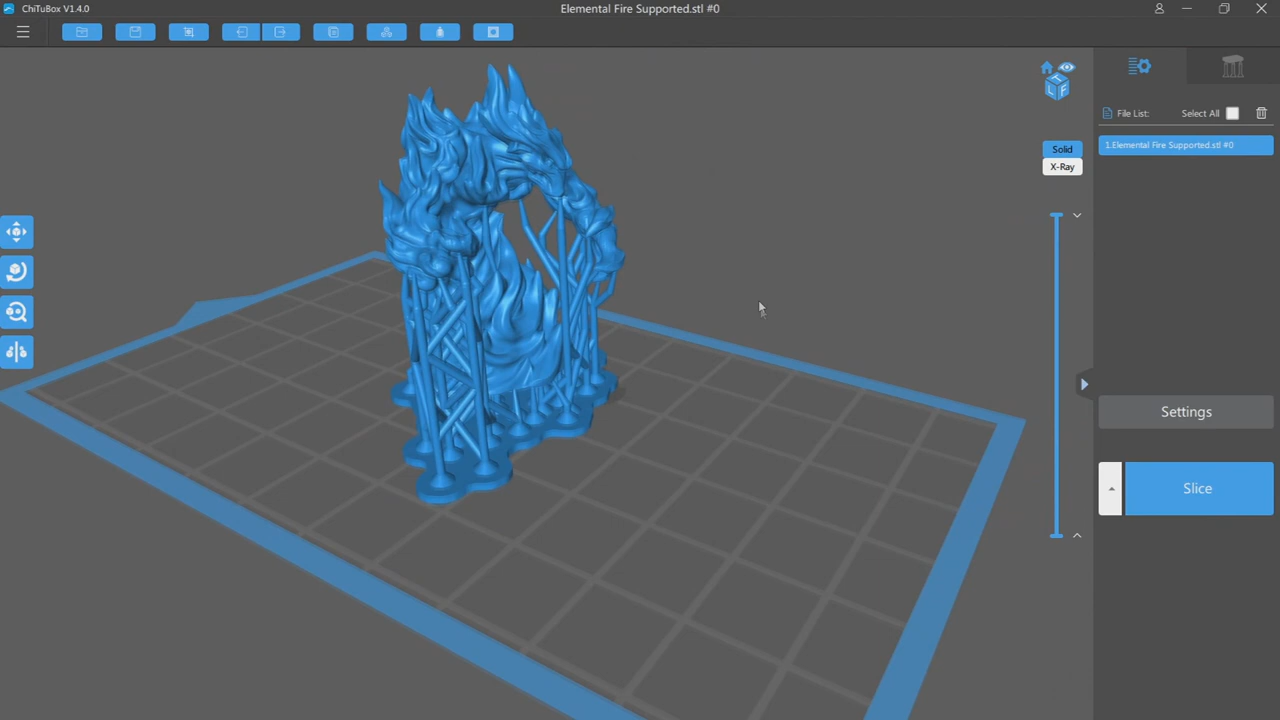 ChiTuBox V1.4.0
Elemental Fire Supported.stl #0
File List:
Select All
1.Elemental Fire Supported.stl #0
T
L F
Solid
X-Ray
Settings
Slice